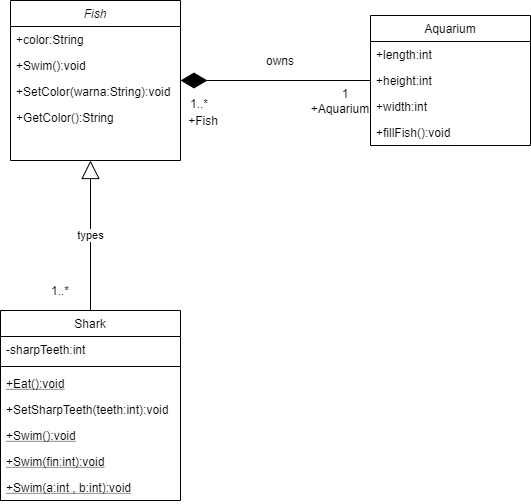 Fish
+color:String
+Swim():void
+SetColor(warna:String):void
+GetColor():String
owns
1..*
+Fish
1
+Aquarium
Aquarium
+length:int
+height:int
+width:int
+fillFish():void
types
1..*
Shark
-sharpTeeth:int
+Eat():void
+SetSharpTeeth(teeth:int):void
+Swim():void
+Swim(fin:int):void
+Swim(a:int , b:int):void